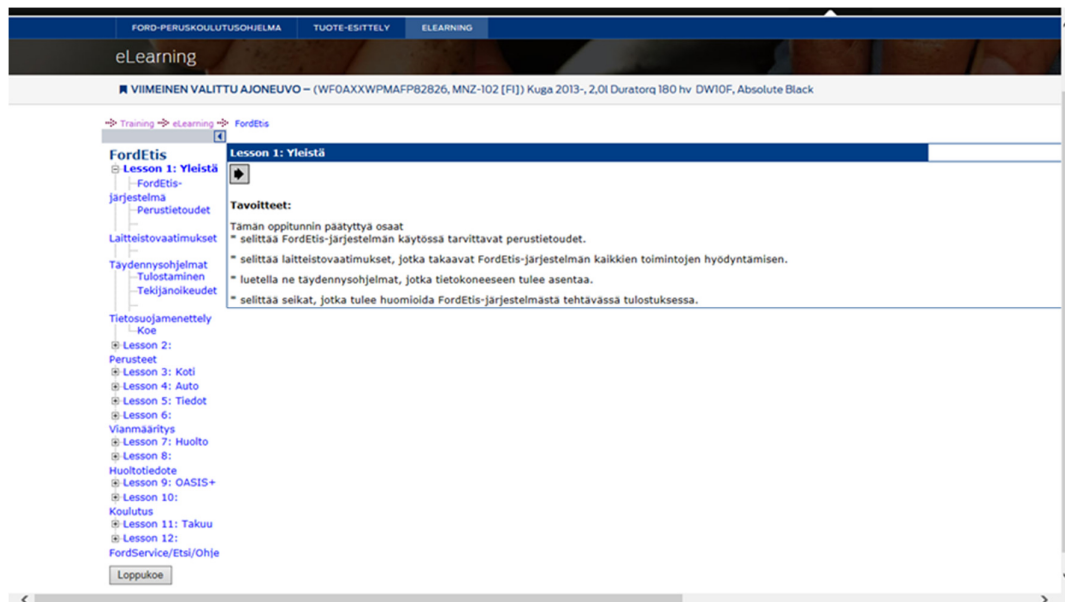 FORD-PERUSKOULUTUSOHJELMA TUOTE-ESITTELY ELEARNING
eLearning
VIIMEINEN VALITTU AJONEUVO – (WF0AXXWPMAFP82826, MNZ-102 [FI]) Kuga 2013-, 2,0l Duratorq 180 hv DW10F, Absolute Black
Training eLearning FordEtis
FordEtis
Lesson 1: Yleistä
FordEtis-
järjestelmä
Perustietoudet
Laitteistovaatimukset
Täydennysohjelmat
Tulostaminen
Tekijänoikeudet
Tietosuojamenettely
Koe
Lesson 2:
Perusteet
Lesson 3: Koti
Lesson 4: Auto
Lesson 5: Tiedot
Lesson 6:
Vianmääritys
Lesson 7: Huolto
Lesson 8:
Huoltotiedote
Lesson 9: OASIS+
Lesson 10:
Koulutus
Lesson 11: Takuu
Lesson 12:
FordService/Etsi/Ohje
Loppukoe
Lesson 1: Yleistä
Tavoitteet:
Tämän oppitunnin päätyttyä osaat
* selittää FordEtis-järjestelmän käytössä tarvittavat perustietoudet.
* selittää laitteistovaatimukset, jotka takaavat FordEtis-järjestelmän kaikkien toimintojen hyödyntämisen.
* luetella ne täydennysohjelmat, jotka tietokoneeseen tulee asentaa.
* selittää seikat, jotka tulee huomioida FordEtis-järjestelmästä tehtävässä tulostuksessa.